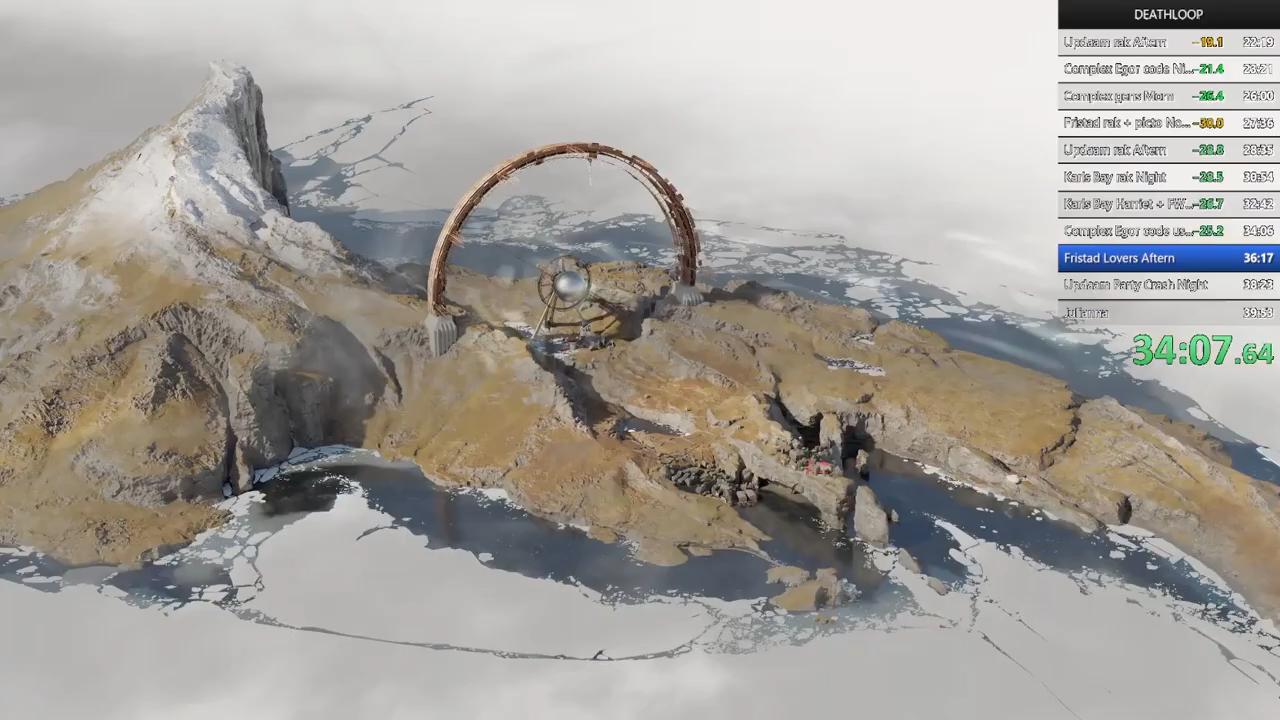 DEATHLOOP
Updaam rak Aftern −19.1 22:19
Complex Egor code Ni... −21.4 23:21
Complex gens Morn −26.4 26:00
Fristad rak + picto No... −30.0 27:36
Updaam rak Aftern −28.8 28:35
Karls Bay rak Night −28.5 30:54
Karls Bay Harriet + FW... −26.7 32:42
Complex Egor code us... −25.2 34:06
Fristad Lovers Aftern 36:17
Updaam Party Crash Night 38:23
Julianna 39:53
34:07.64